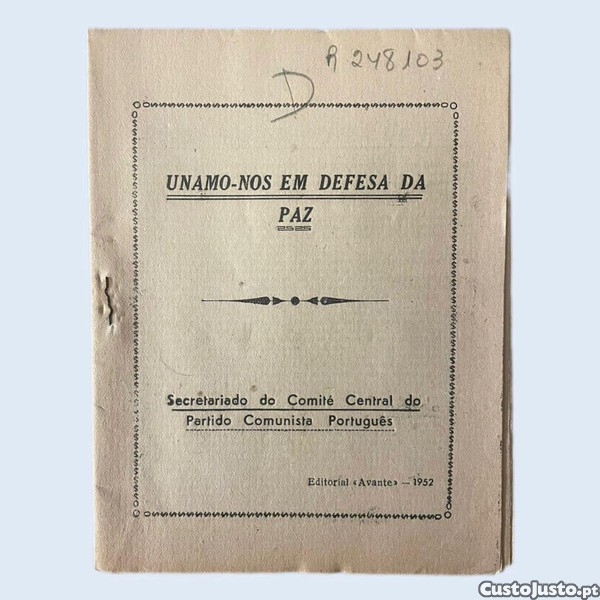 R 248103
D
UNAMO-NOS EM DEFESA DA
PAZ
Secretariado do Comité Central do
Partido Comunista Português
Editorial «Avante» — 1952
CustoJusto.pt